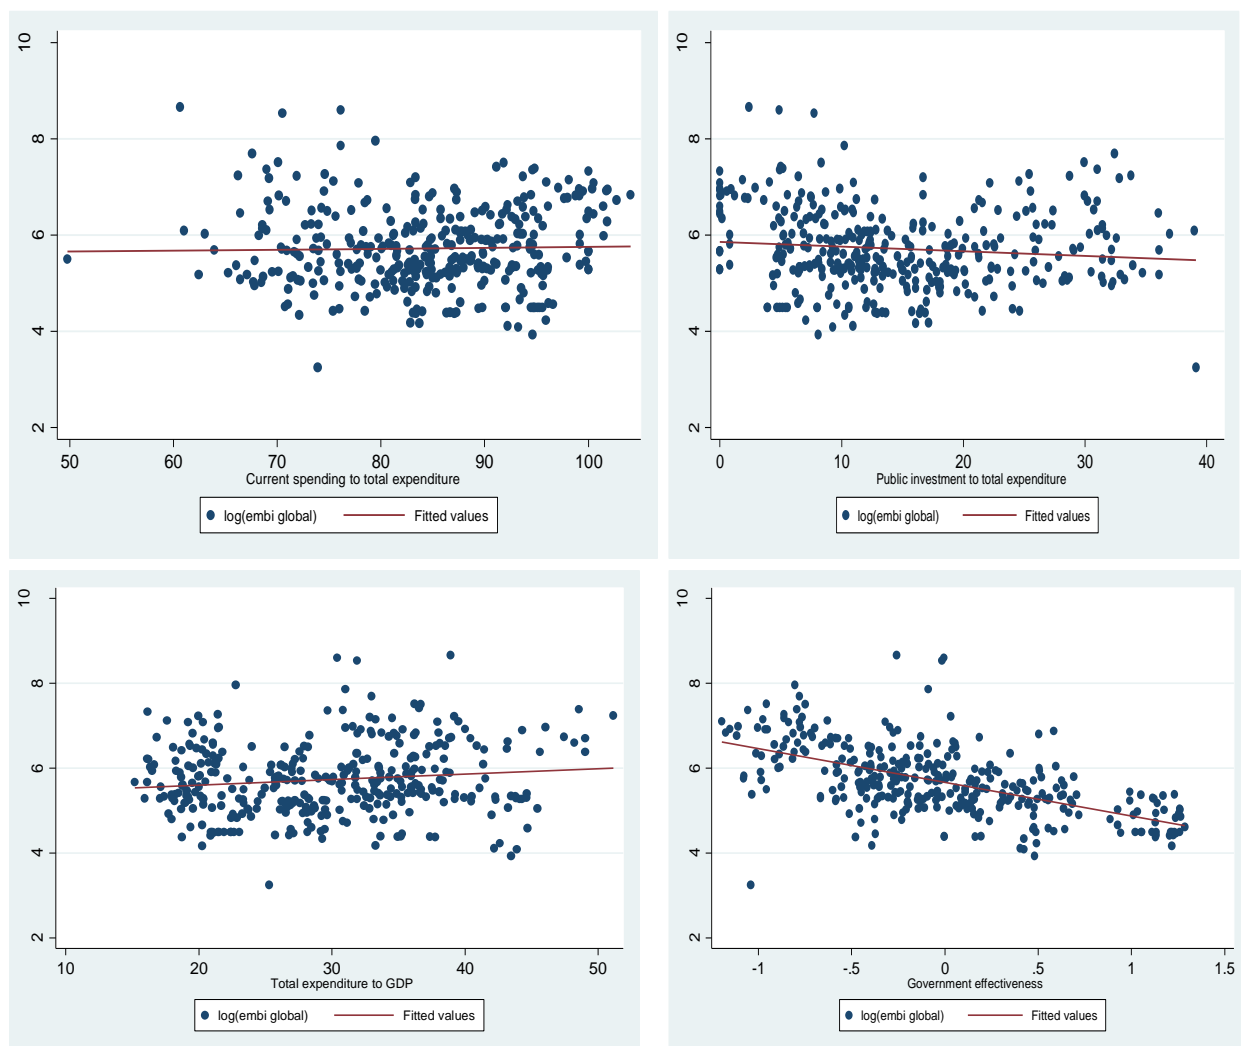 10
8
6
4
2
50 60 70 80 90 100
Current spending to total expenditure
log(embi global) Fitted values
10
8
6
4
2
0 10 20 30 40
Public investment to total expenditure
log(embi global) Fitted values
10
8
6
4
2
10 20 30 40 50
Total expenditure to GDP
log(embi global) Fitted values
10
8
6
4
2
-1 -.5 0 .5 1 1.5
Government effectiveness
log(embi global) Fitted values